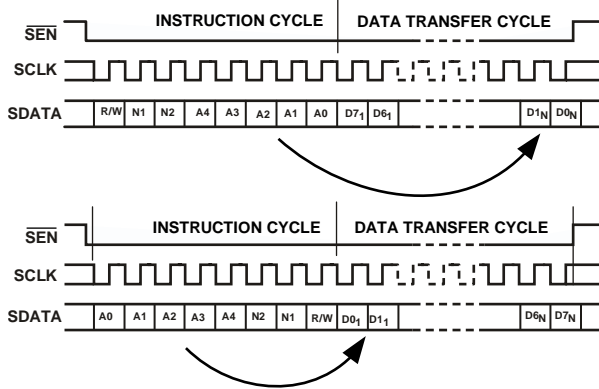 INSTRUCTION CYCLE DATA TRANSFER CYCLE
SEN
SCLK
SDATA R/W N1 N2 A4 A3 A2 A1 A0 D71 D61 D1N D0N
INSTRUCTION CYCLE DATA TRANSFER CYCLE
SEN
SCLK
SDATA A0 A1 A2 A3 A4 N2 N1 R/W D01 D11 D6N D7N